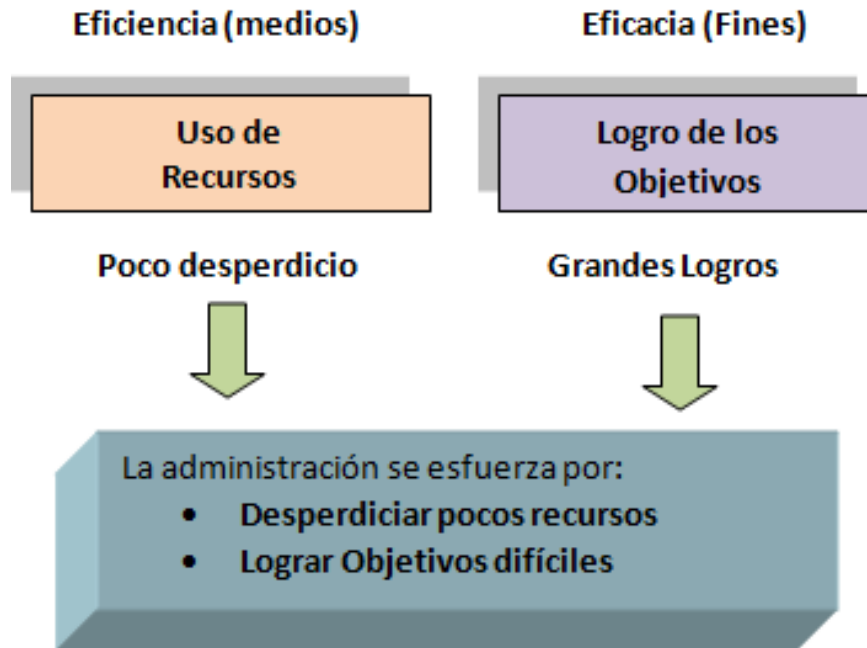 Eficiencia (medios)
Eficacia (Fines)
Uso de
Recursos
Logro de los
Objetivos
Poco desperdicio
Grandes Logros
La administración se esfuerza por:
• Desperdiciar pocos recursos
• Lograr Objetivos difíciles